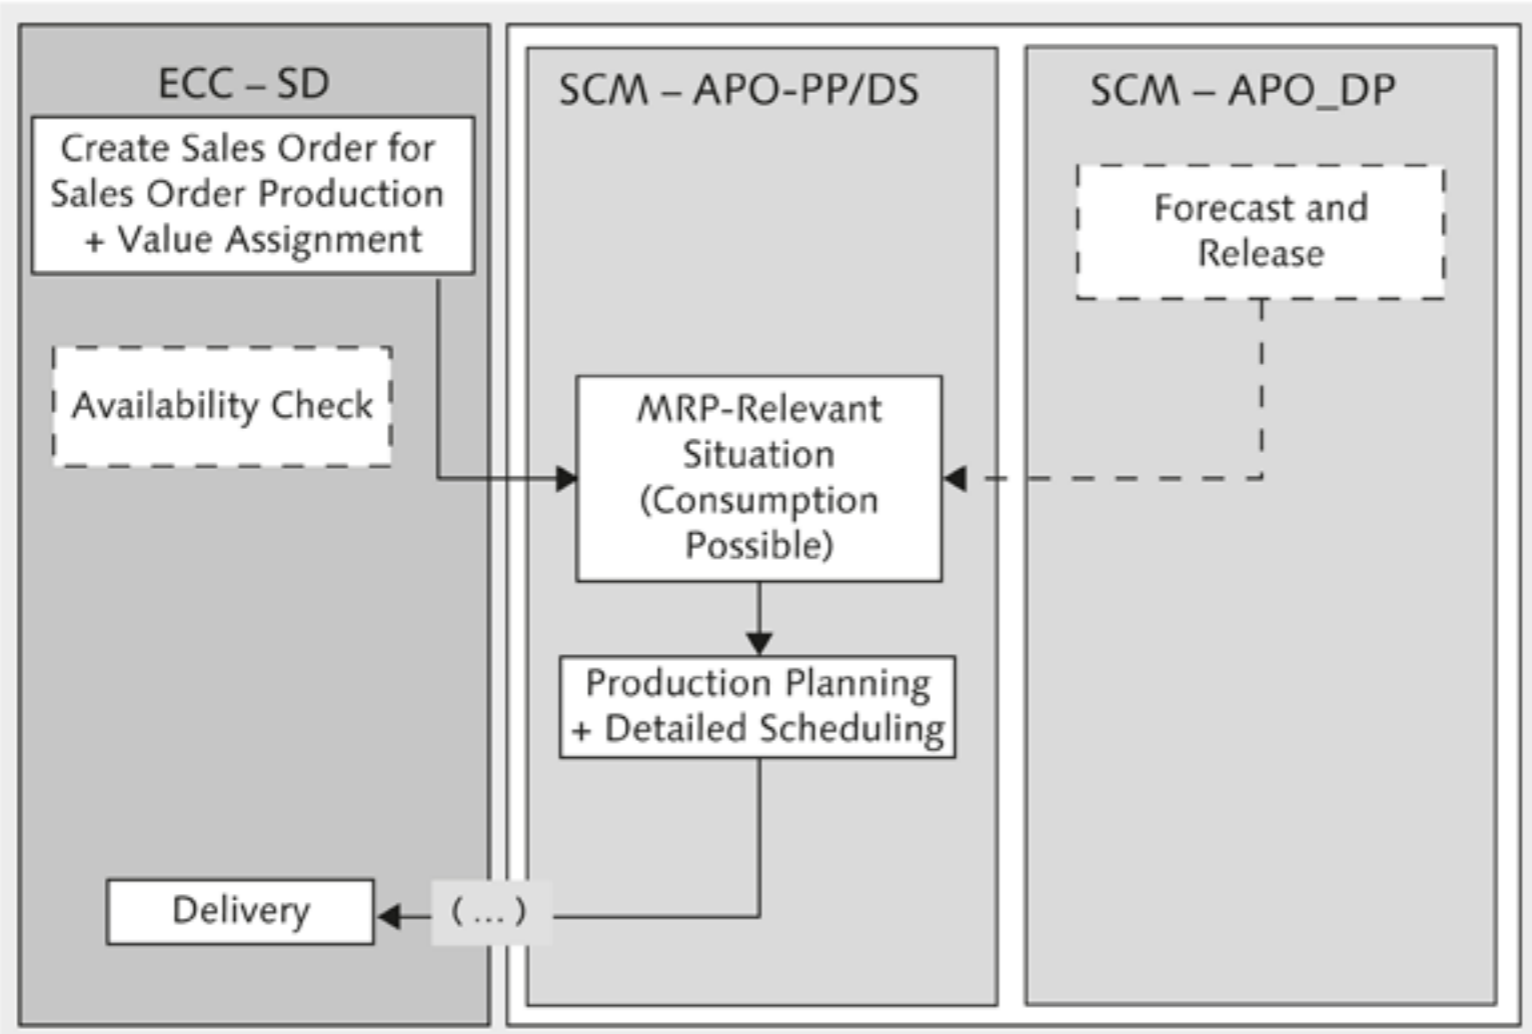 ECC – SD
Create Sales Order for
Sales Order Production
+ Value Assignment
Availability Check
Delivery
( ... )
SCM – APO-PP/DS
MRP-Relevant
Situation
(Consumption
Possible)
Production Planning
+ Detailed Scheduling
SCM – APO_DP
Forecast and
Release